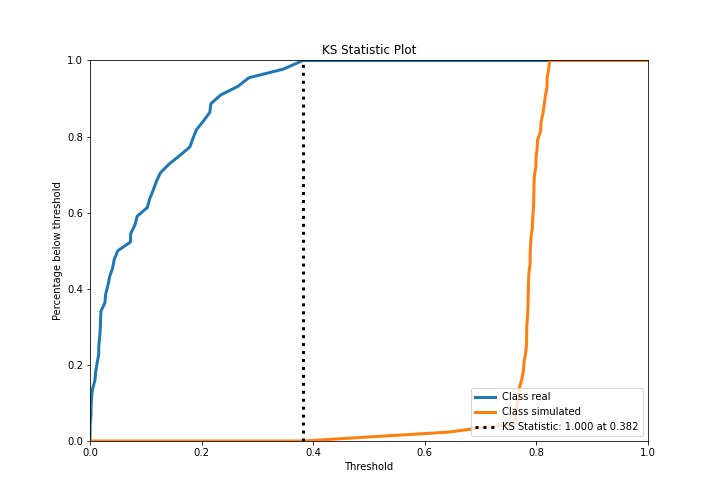 KS Statistic Plot
Percentage below threshold
1.0
0.8
0.6
0.4
0.2
0.0
0.0 0.2 0.4 0.6 0.8 1.0
Threshold
Class real
Class simulated
KS Statistic: 1.000 at 0.382